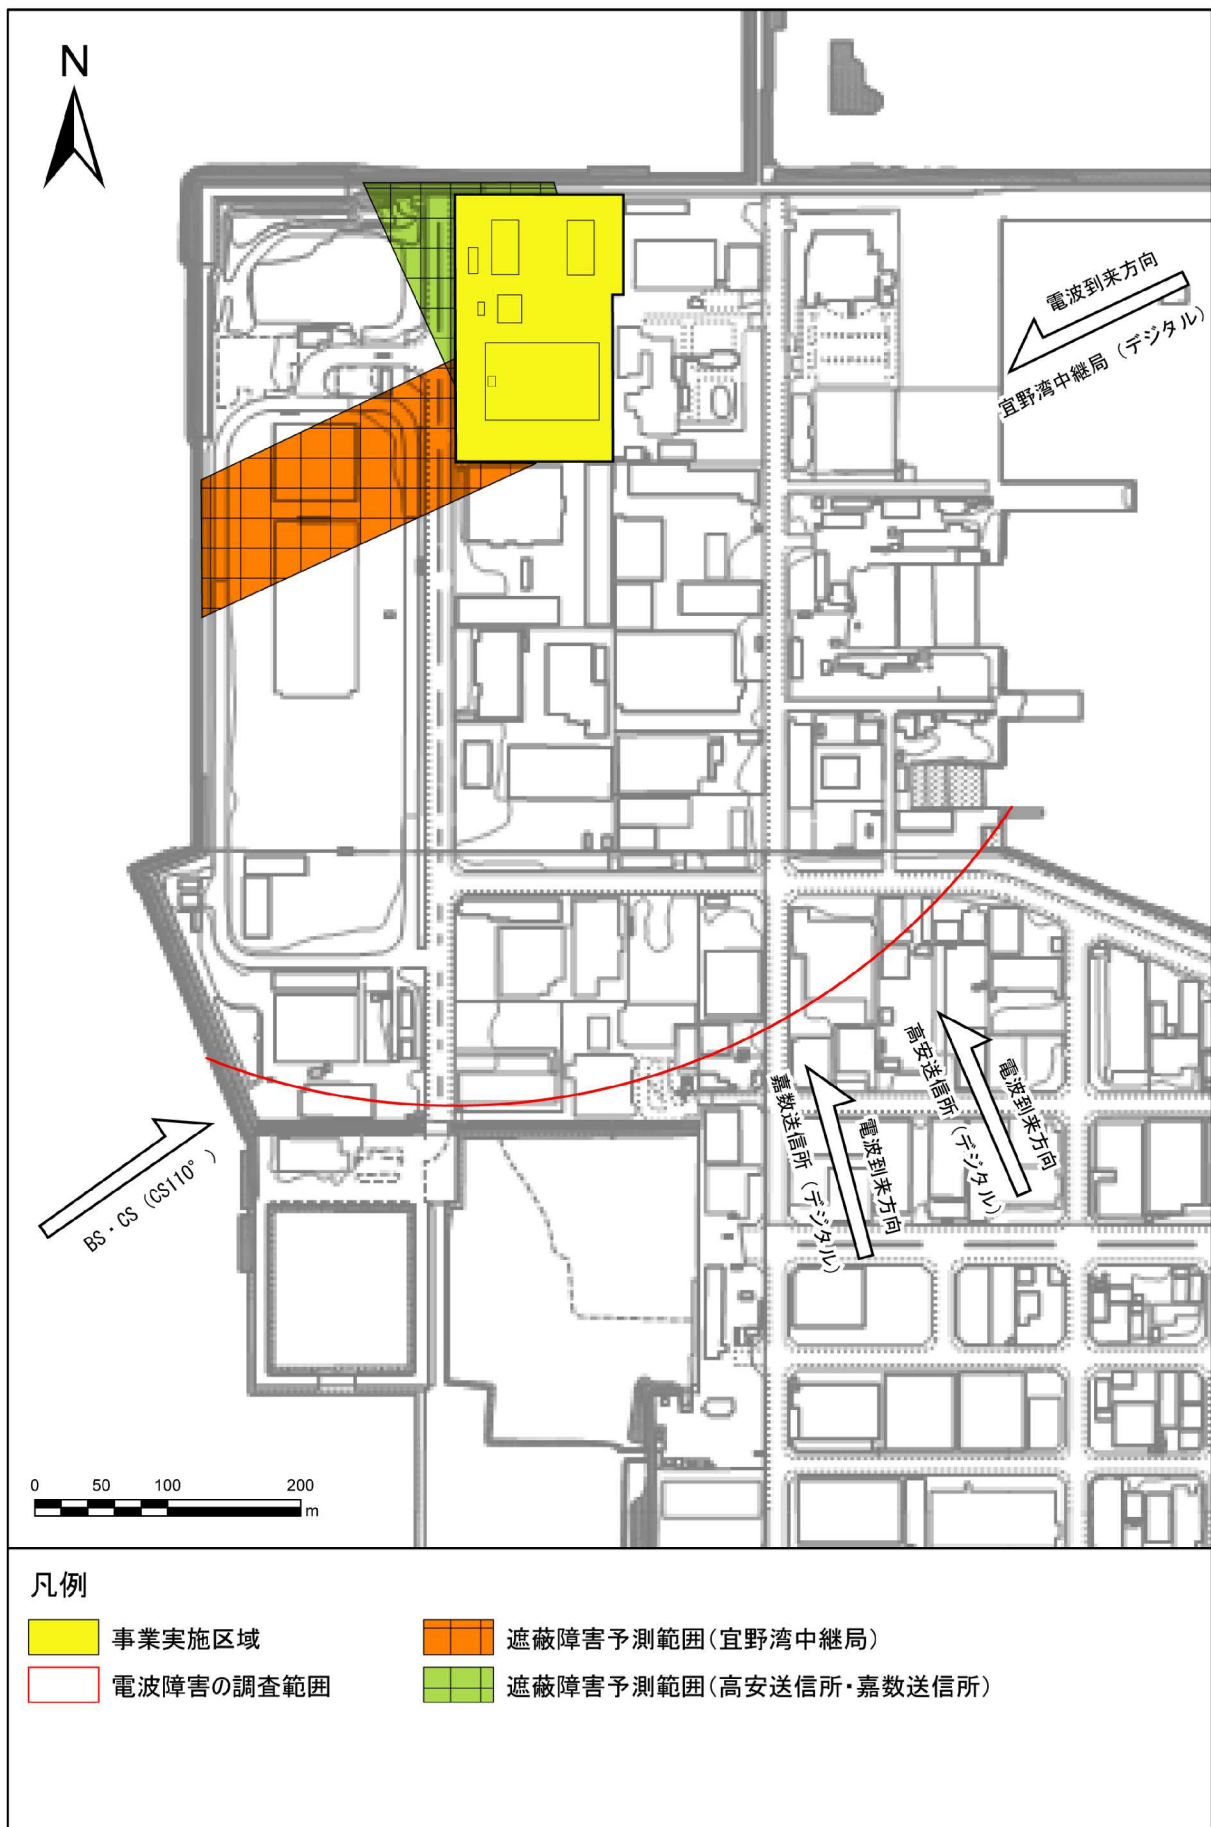 N
電波到来方向
宜野湾中継局（デジタル）
高安送信所（デジタル）
電波到来方向
嘉数送信所（デジタル）
電波到来方向
BS・CS（CS110°）
0 50 100 200
m
凡例
事業実施区域
遮蔽障害予測範囲（宜野湾中継局）
電波障害の調査範囲
遮蔽障害予測範囲（高安送信所・嘉数送信所）